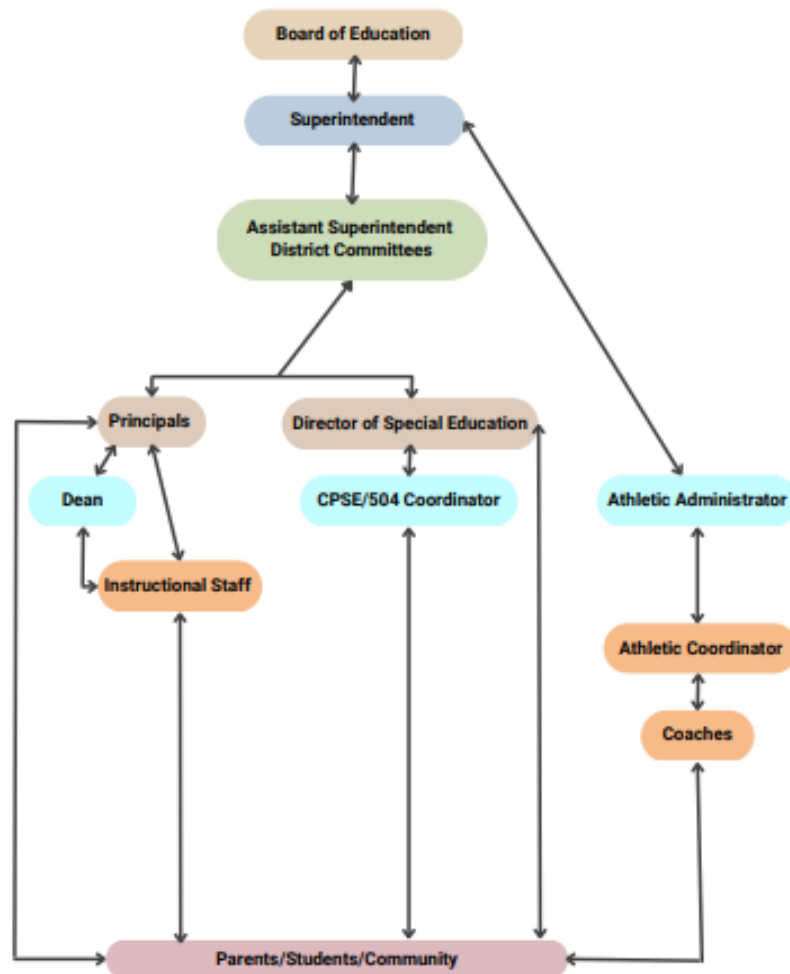 Board of Education
Superintendent
Assistant Superintendent
District Committees
Principals
Director of Special Education
Dean
CPSE/504 Coordinator
Athletic Administrator
Instructional Staff
Athletic Coordinator
Coaches
Parents/Students/Community